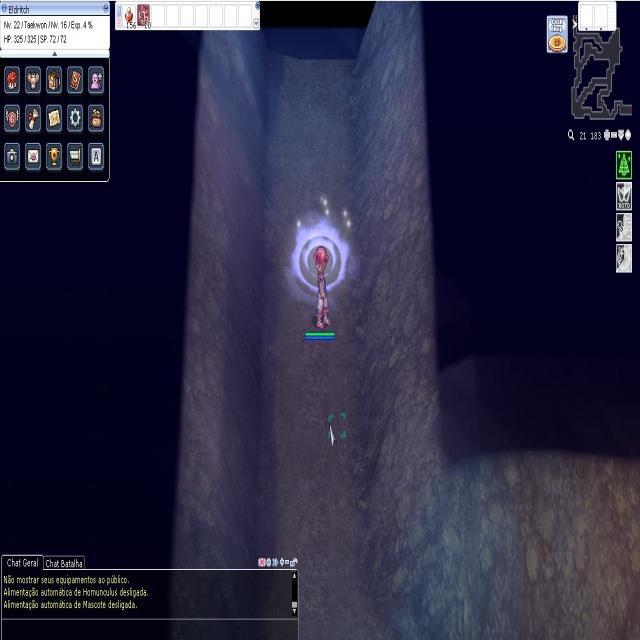 Eldritch
Nv. 22 / Taekwon / Nv. 16 / Exp. 4 %
HP. 325 / 325 | SP. 72 / 72
156
10
21 183
Chat Geral
Chat Batalha
Não mostrar seus equipamentos ao público.
Alimentação automática de Homunculus desligada.
Alimentação automática de Mascote desligada.